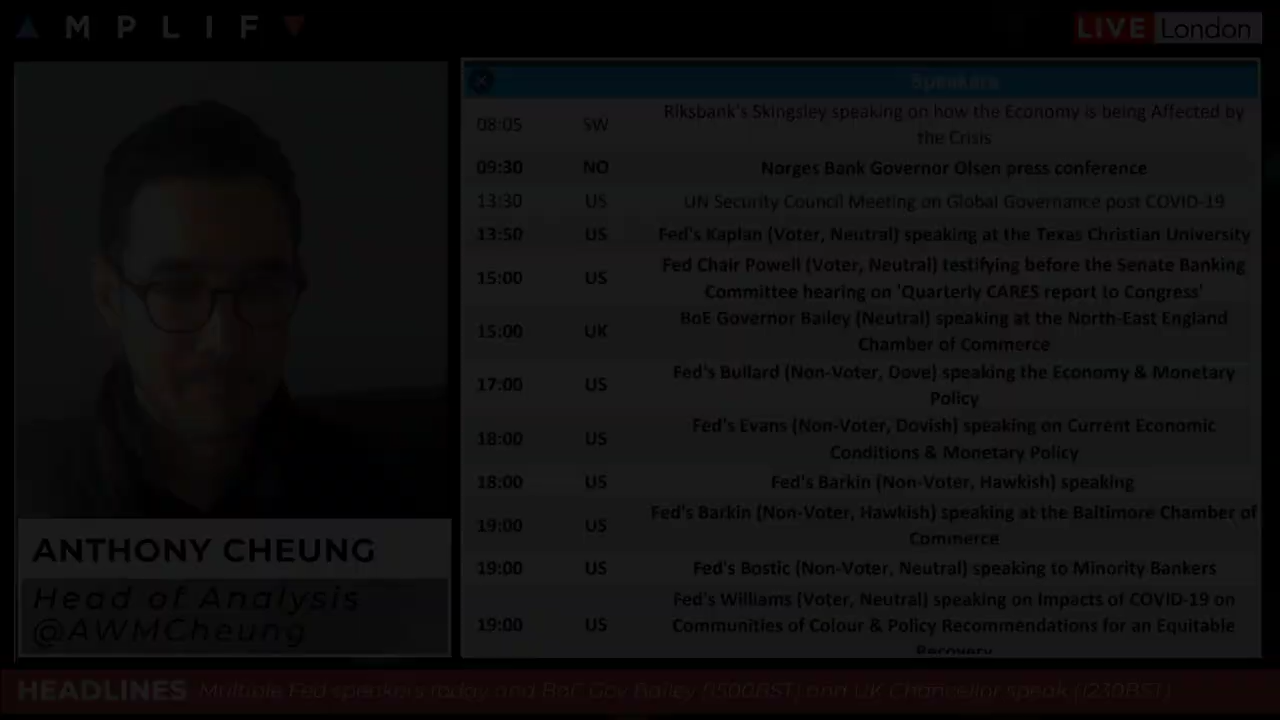 AMPLIFY
LIVE London
Speakers
08:05 SW Riksbank's Skingsley speaking on how the Economy is being Affected by
the Crisis
09:30 NO Norges Bank Governor Olsen press conference
13:30 US UN Security Council Meeting on Global Governance post COVID-19
13:50 US Fed's Kaplan (Voter, Neutral) speaking at the Texas Christian University
15:00 US Fed Chair Powell (Voter, Neutral) testifying before the Senate Banking
Committee hearing on 'Quarterly CARES report to Congress'
15:00 UK BoE Governor Bailey (Neutral) speaking at the North-East England
Chamber of Commerce
17:00 US Fed's Bullard (Non-Voter, Dove) speaking the Economy & Monetary
Policy
18:00 US Fed's Evans (Non-Voter, Dovish) speaking on Current Economic
Conditions & Monetary Policy
18:00 US Fed's Barkin (Non-Voter, Hawkish) speaking
19:00 US Fed's Barkin (Non-Voter, Hawkish) speaking at the Baltimore Chamber of
Commerce
19:00 US Fed's Bostic (Non-Voter, Neutral) speaking to Minority Bankers
19:00 US Fed's Williams (Voter, Neutral) speaking on Impacts of COVID-19 on
Communities of Colour & Policy Recommendations for an Equitable
Recovery
ANTHONY CHEUNG
Head of Analysis
@AWMCheung
HEADLINES Multiple Fed speakers today and BoE Gov Bailey (1500BST) and UK Chancellor speak (1230BST)